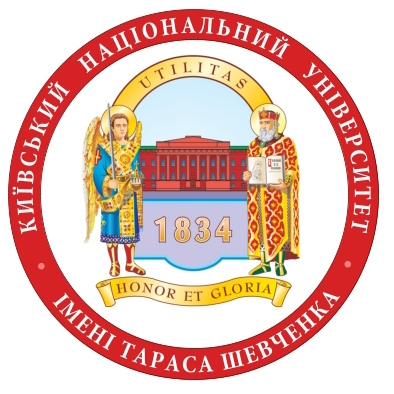 КИЇВСЬКИЙ НАЦІОНАЛЬНИЙ УНІВЕРСИТЕТ
ІМЕНІ ТАРАСА ШЕВЧЕНКА
UTILITAS
1834
HONOR ET GLORIA